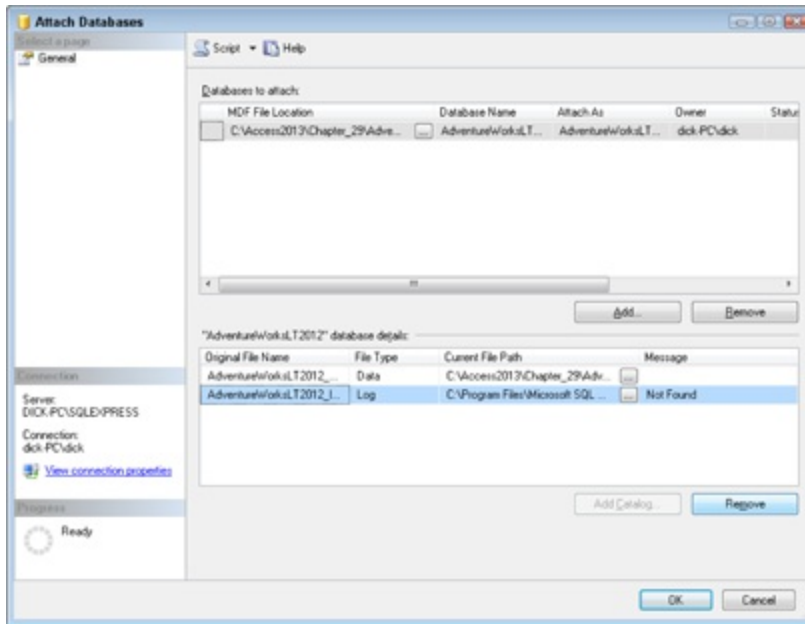 Attach Databases
Select a page
General
Script Help
Databases to attach:
MDF File Location Database Name Attach As Owner Status
C:\Access2013\Chapter_29\Adve... ... AdventureWorksLT... AdventureWorksLT... dick-PC\dick
Add... Remove
"AdventureWorksLT2012" database details:
Original File Name File Type Current File Path Message
AdventureWorksLT2012_... Data C:\Access2013\Chapter_29\Adv... ...
AdventureWorksLT2012_l... Log C:\Program Files\Microsoft SQL ... ... Not Found
Add Catalog... Remove
Connection
Server:
DICK-PC\SQLEXPRESS
Connection:
dick-PC\dick
View connection properties
Progress
Ready
OK Cancel